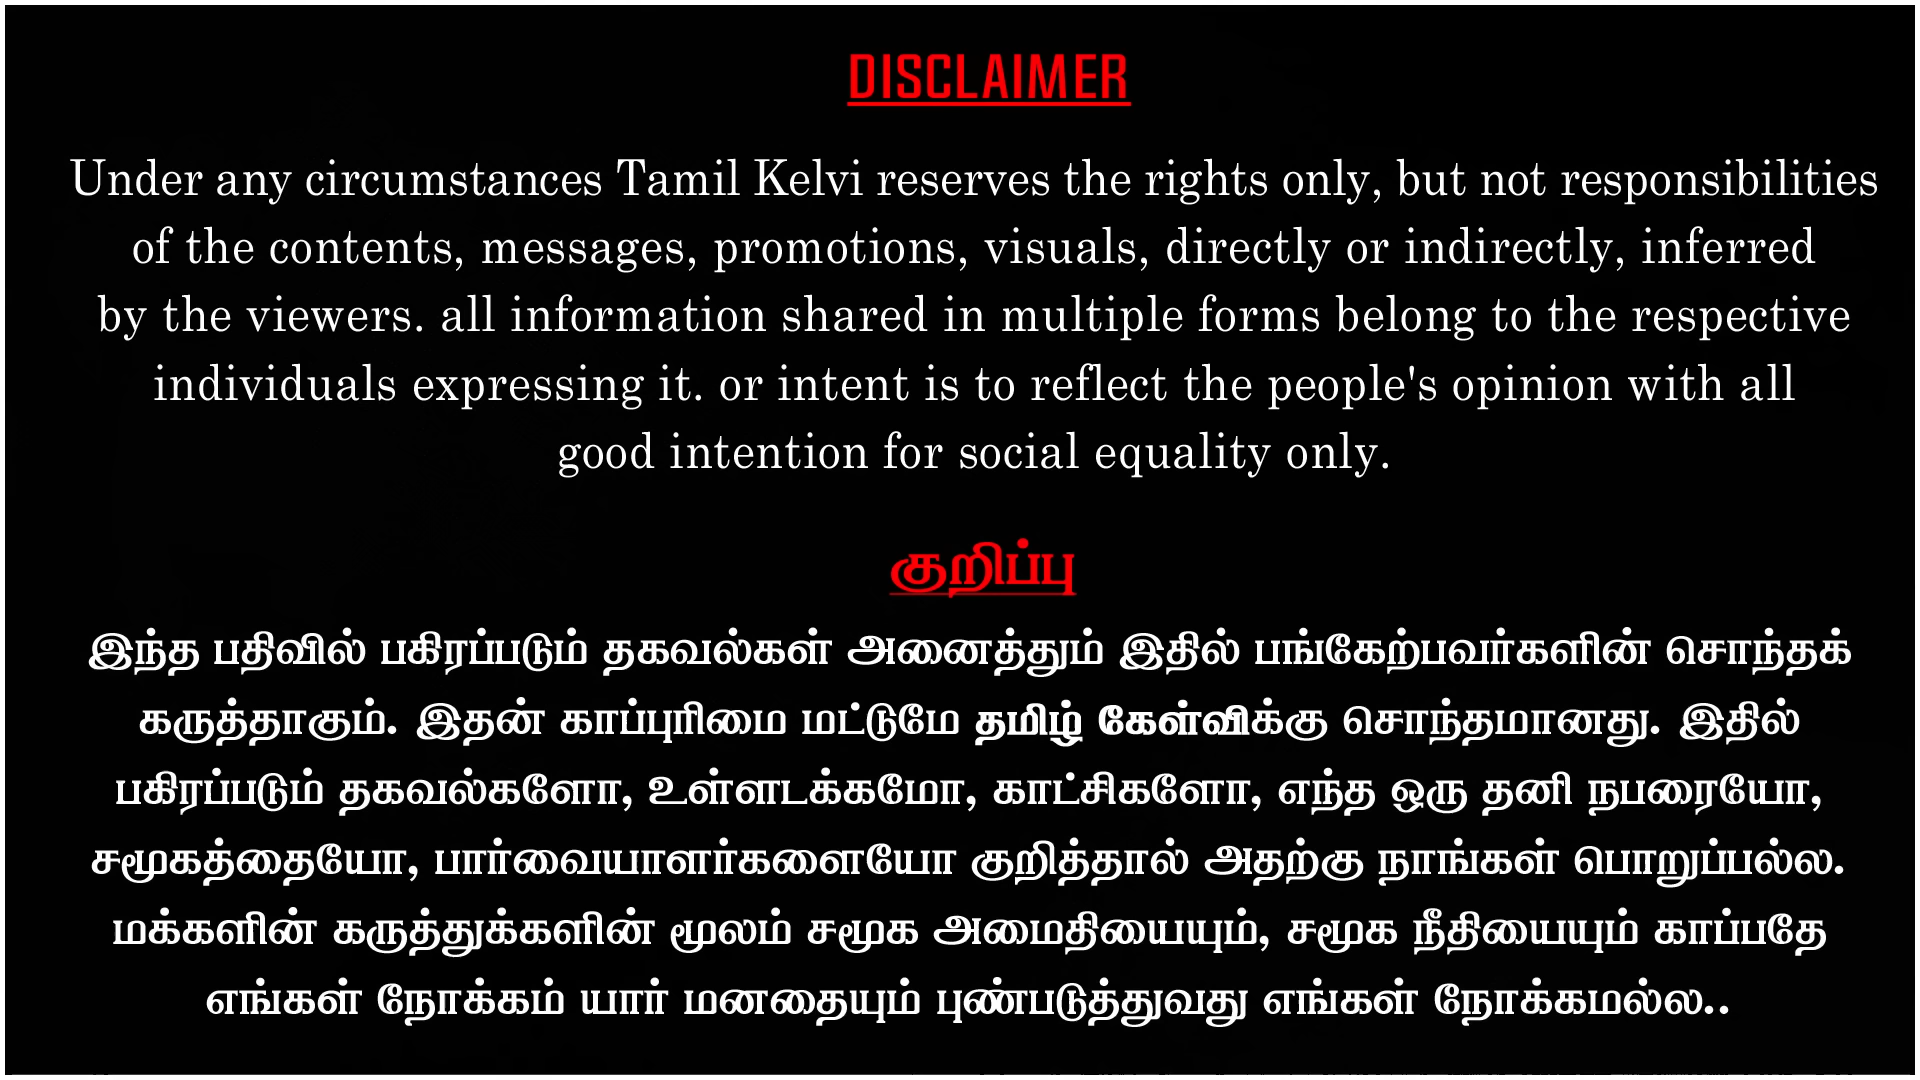 DISCLAIMER
Under any circumstances Tamil Kelvi reserves the rights only, but not responsibilities
of the contents, messages, promotions, visuals, directly or indirectly, inferred
by the viewers. all information shared in multiple forms belong to the respective
individuals expressing it. or intent is to reflect the people's opinion with all
good intention for social equality only.
குறிப்பு
இந்த பதிவில் பகிரப்படும் தகவல்கள் அனைத்தும் இதில் பங்கேற்பவர்களின் சொந்தக்
கருத்தாகும். இதன் காப்புரிமை மட்டுமே தமிழ் கேள்விக்கு சொந்தமானது. இதில்
பகிரப்படும் தகவல்களோ, உள்ளடக்கமோ, காட்சிகளோ, எந்த ஒரு தனி நபரையோ,
சமூகத்தையோ, பார்வையாளர்களையோ குறித்தால் அதற்கு நாங்கள் பொறுப்பல்ல.
மக்களின் கருத்துக்களின் மூலம் சமூக அமைதியையும், சமூக நீதியையும் காப்பதே
எங்கள் நோக்கம் யார் மனதையும் புண்படுத்துவது எங்கள் நோக்கமல்ல..